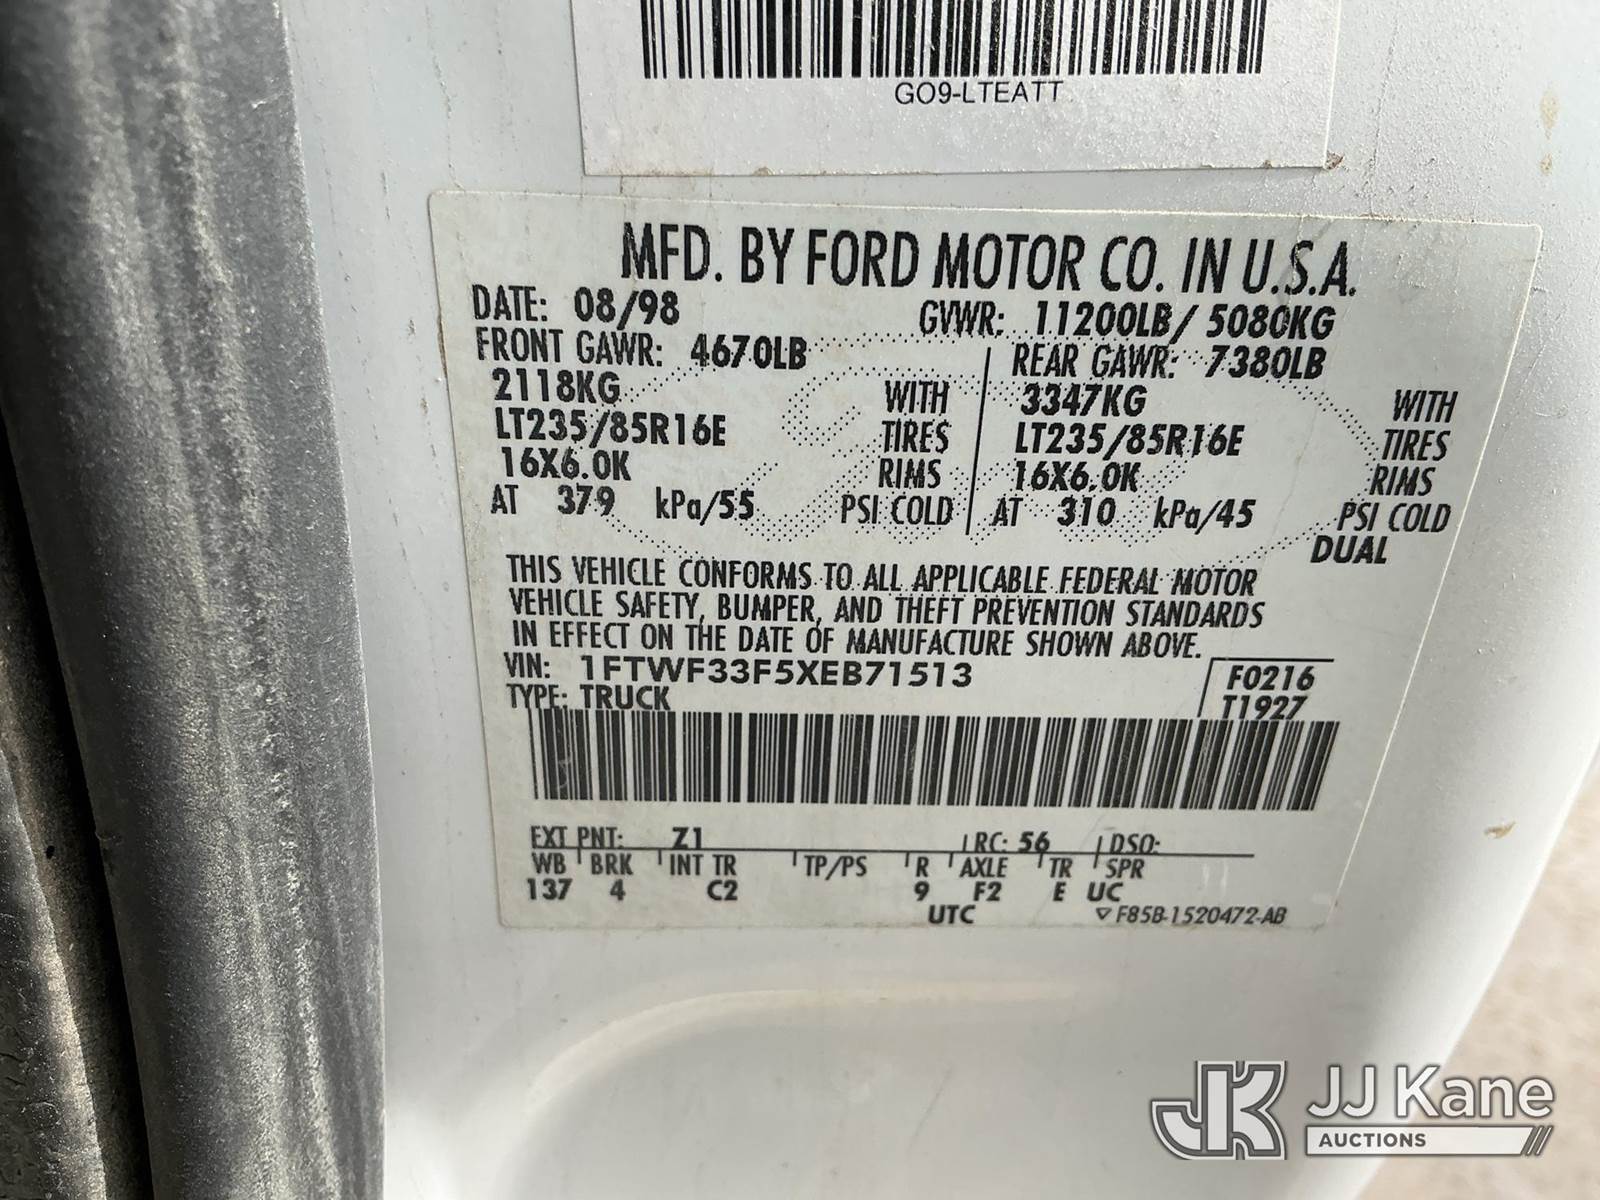 GO9-LTEATT
MFD. BY FORD MOTOR CO. IN U.S.A.
DATE: 08/98 GVWR: 11200LB/ 5080KG
FRONT GAWR: 4670LB REAR GAWR: 7380LB
2118KG WITH 3347KG WITH
LT235/85R16E TIRES LT235/85R16E TIRES
16X6.0K RIMS 16X6.0K RIMS
AT 379 kPa/55 PSI COLD AT 310 kPa/45 PSI COLD
DUAL
THIS VEHICLE CONFORMS TO ALL APPLICABLE FEDERAL MOTOR
VEHICLE SAFETY, BUMPER, AND THEFT PREVENTION STANDARDS
IN EFFECT ON THE DATE OF MANUFACTURE SHOWN ABOVE.
VIN: 1FTWF33F5XEB71513 F0216
TYPE: TRUCK T1927
EXT PNT: Z1 RC: 56 DSO:
WB BRK INT TR TP/PS R AXLE TR SPR
137 4 C2 9 F2 E UC
UTC F85B-1520472-AB
JK JJ Kane
AUCTIONS